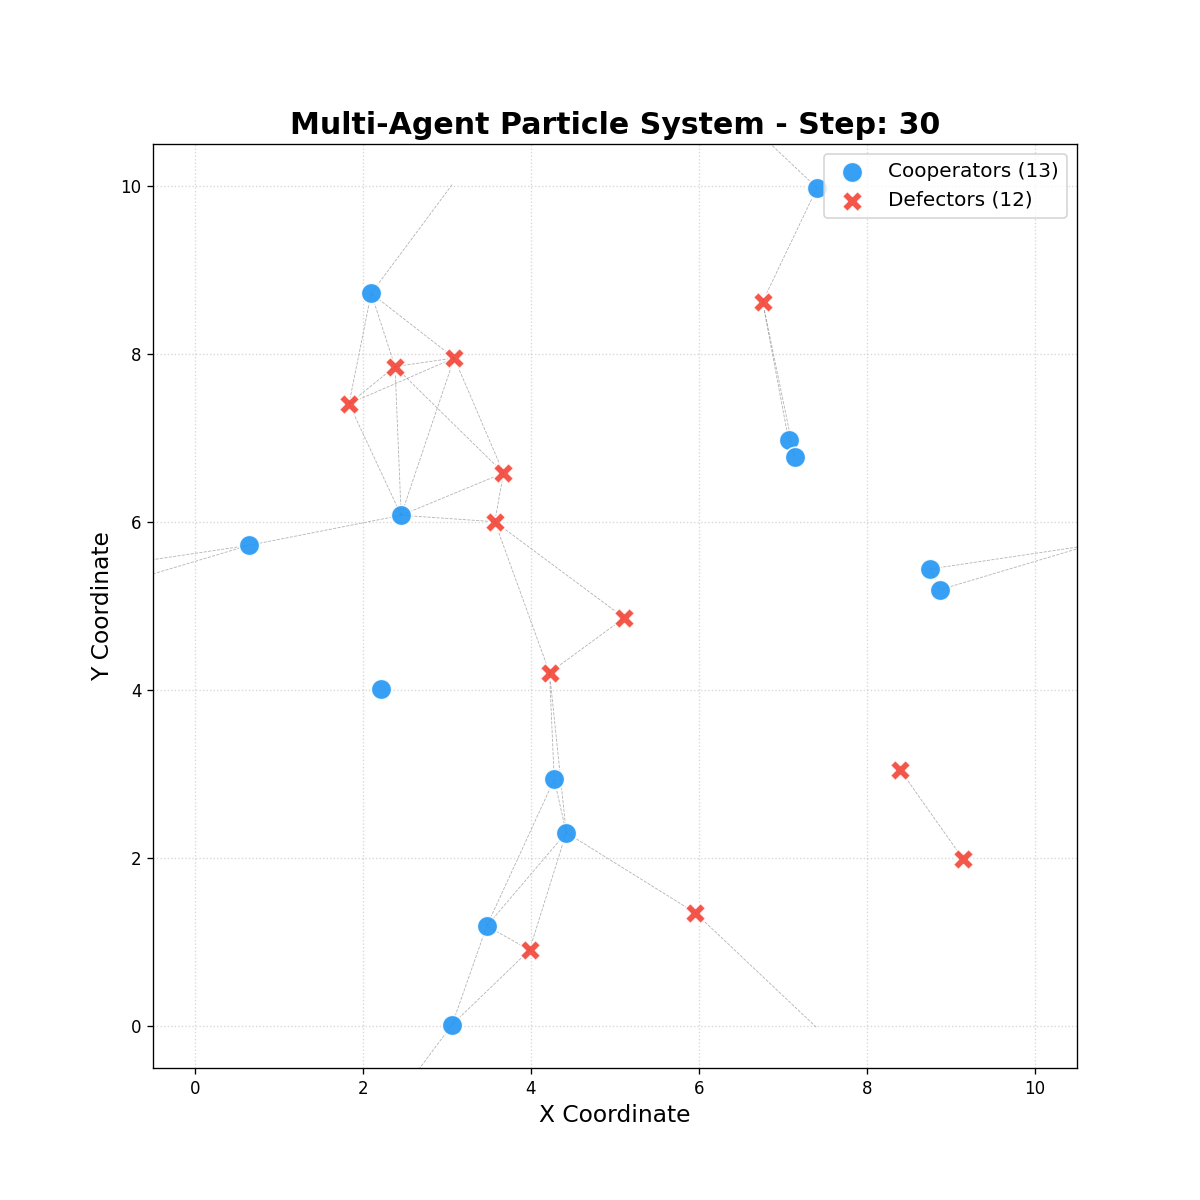 Multi-Agent Particle System - Step: 30
Cooperators (13)
Defectors (12)
Y Coordinate
10
8
6
4
2
0
0 2 4 6 8 10
X Coordinate